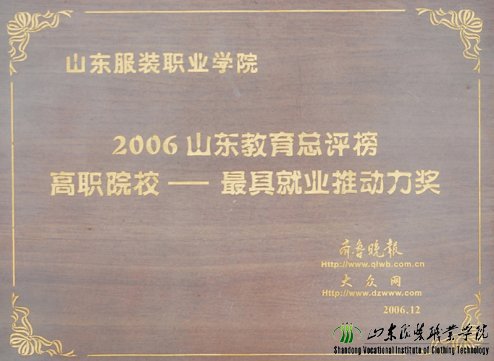 山东服装职业学院
2006 山东教育总评榜
高职院校 — 最具就业推动力奖
齐鲁晚报
Http://www.qlwb.com.cn
大众网
Http://www.dzwww.com
2006.12
山东服装职业学院
Shandong Vocational Institute of Clothing Technology